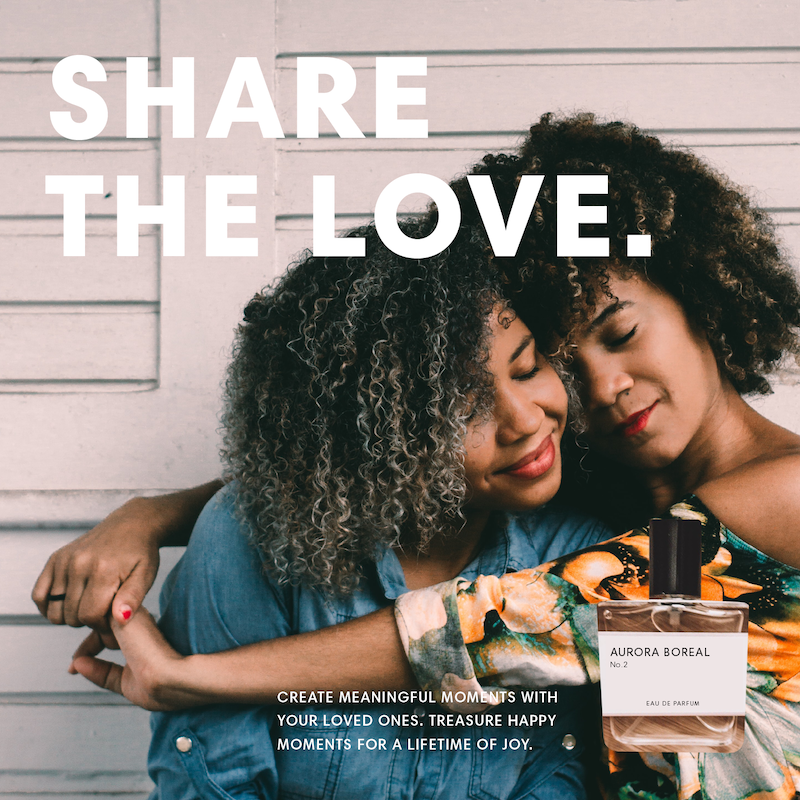 SHARE
THE LOVE.
AURORA BOREAL
No.2
EAU DE PARFUM
CREATE MEANINGFUL MOMENTS WITH
YOUR LOVED ONES. TREASURE HAPPY
MOMENTS FOR A LIFETIME OF JOY.